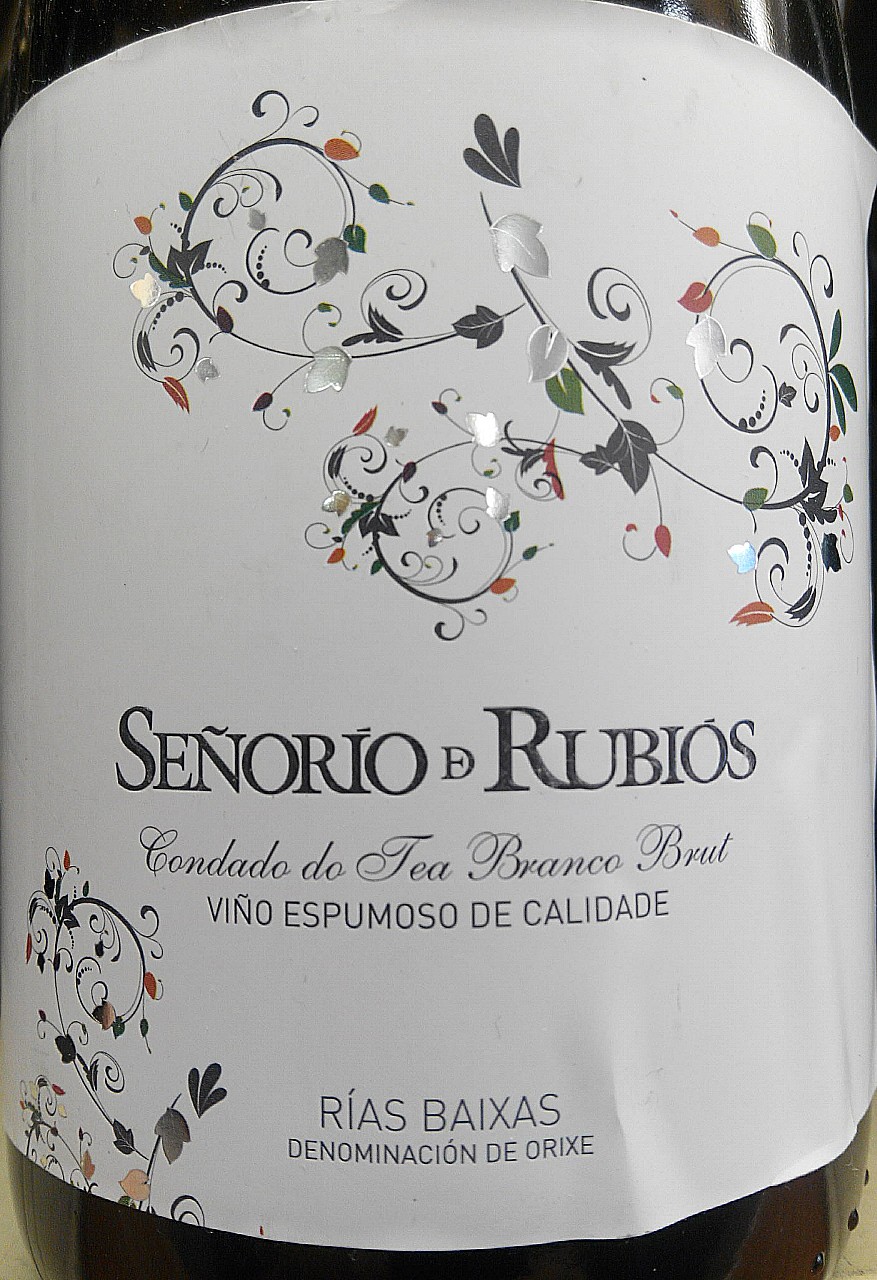 SEÑORÍO DE RUBIÓS
Condado do Tea Branco Brut
VIÑO ESPUMOSO DE CALIDADE
RÍAS BAIXAS
DENOMINACIÓN DE ORIXE